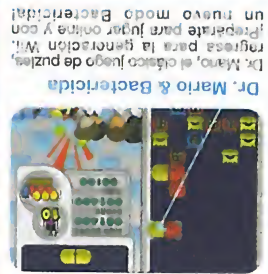 Dr. Mario & Bactericida
Dr. Mario, el clásico juego de puzles,
regresa para la generación Wii.
¡Prepárate para jugar online y con
un nuevo modo Bactericida!